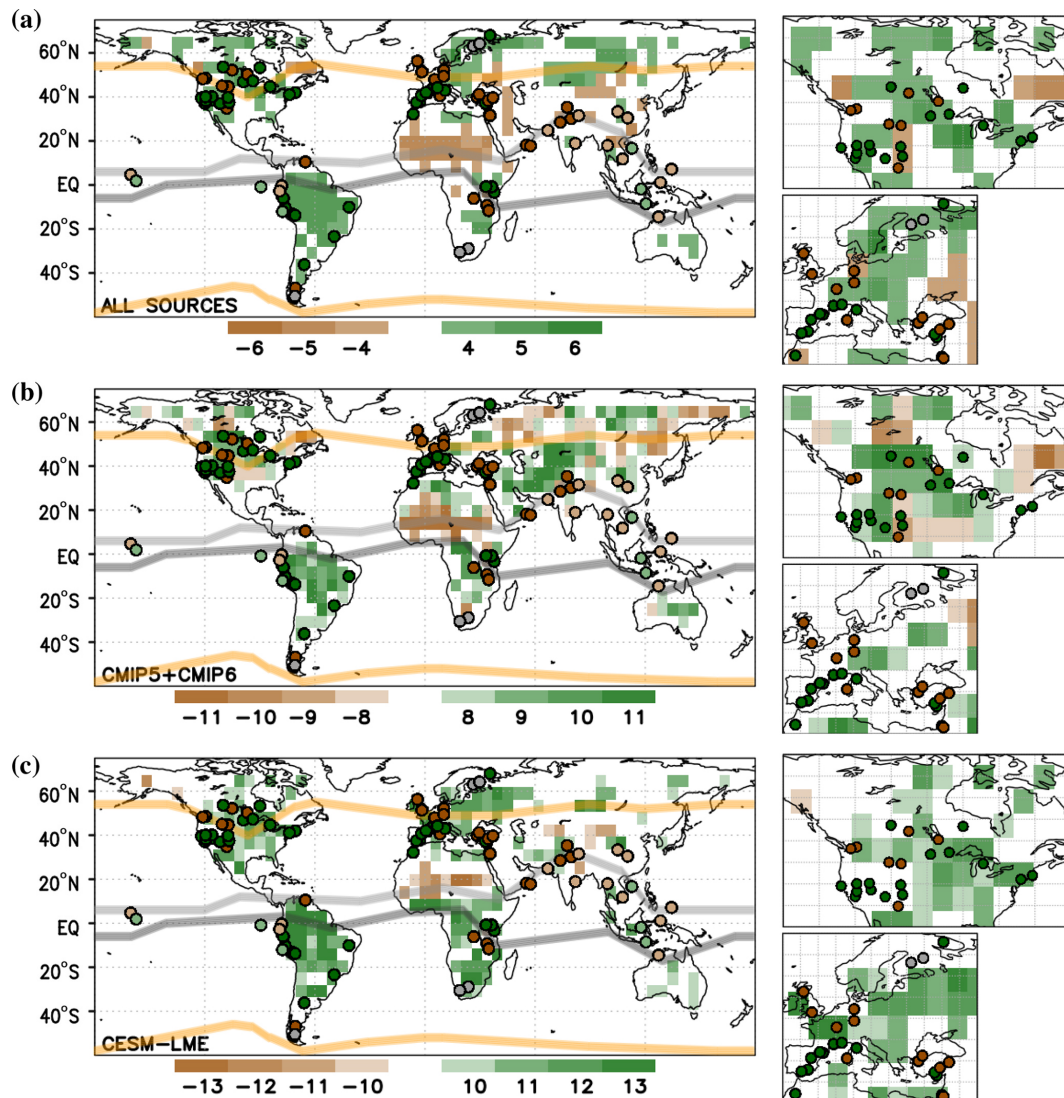 (a)
60°N
40°N
20°N
EQ
20°S
40°S
ALL SOURCES
-6 -5 -4 4 5 6
(b)
60°N
40°N
20°N
EQ
20°S
40°S
CMIP5+CMIP6
-11 -10 -9 -8 8 9 10 11
(c)
60°N
40°N
20°N
EQ
20°S
40°S
CESM-LME
-13 -12 -11 -10 10 11 12 13